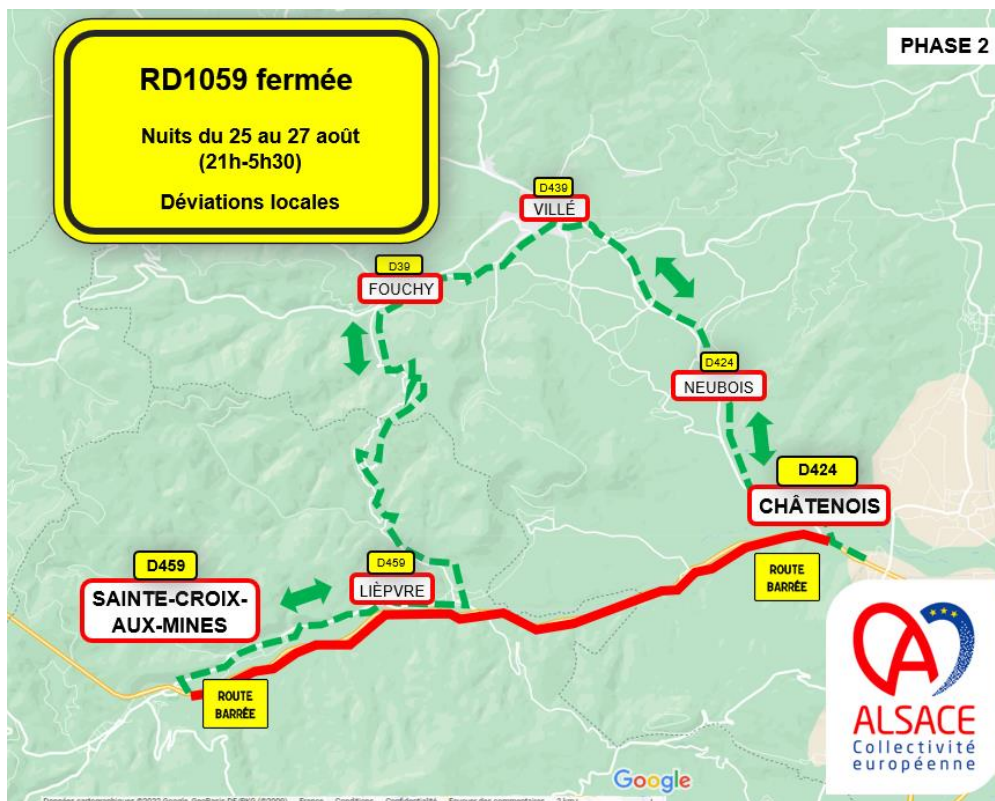 RD1059 fermée
Nuits du 25 au 27 août
(21h-5h30)
Déviations locales
PHASE 2
D439
VILLÉ
D39
FOUCHY
D424
NEUBOIS
D424
CHÂTENOIS
D459
SAINTE-CROIX-
AUX-MINES
D459
LIÈPVRE
ROUTE
BARRÉE
ROUTE
BARRÉE
ALSACE
Collectivité
européenne
Google